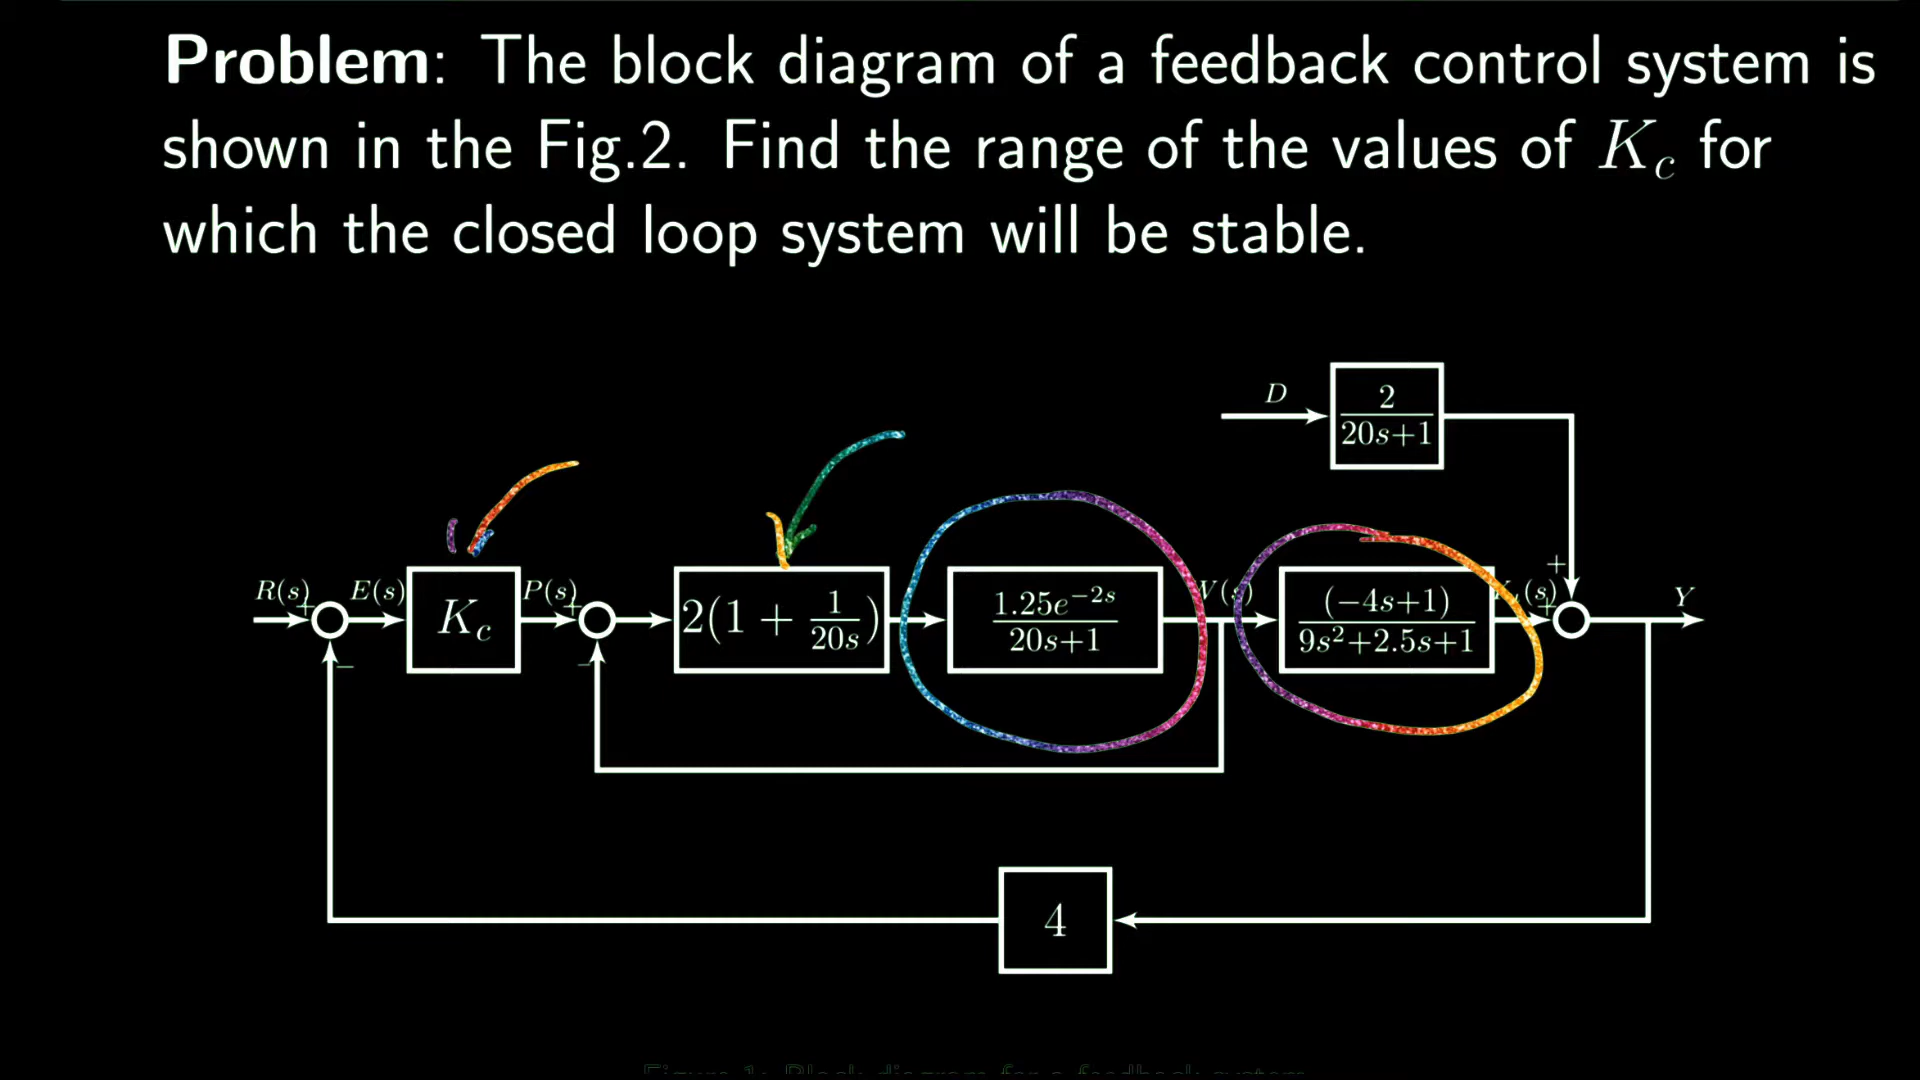 Problem: The block diagram of a feedback control system is
shown in the Fig.2. Find the range of the values of K_c for
which the closed loop system will be stable.
D
2
20s+1
R(s)
+
E(s)
K_c
P(s)
+
2(1 + 1/20s)
1.25e^{-2s}
20s+1
(-4s+1)
9s^2+2.5s+1
+
+
Y
−
−
4